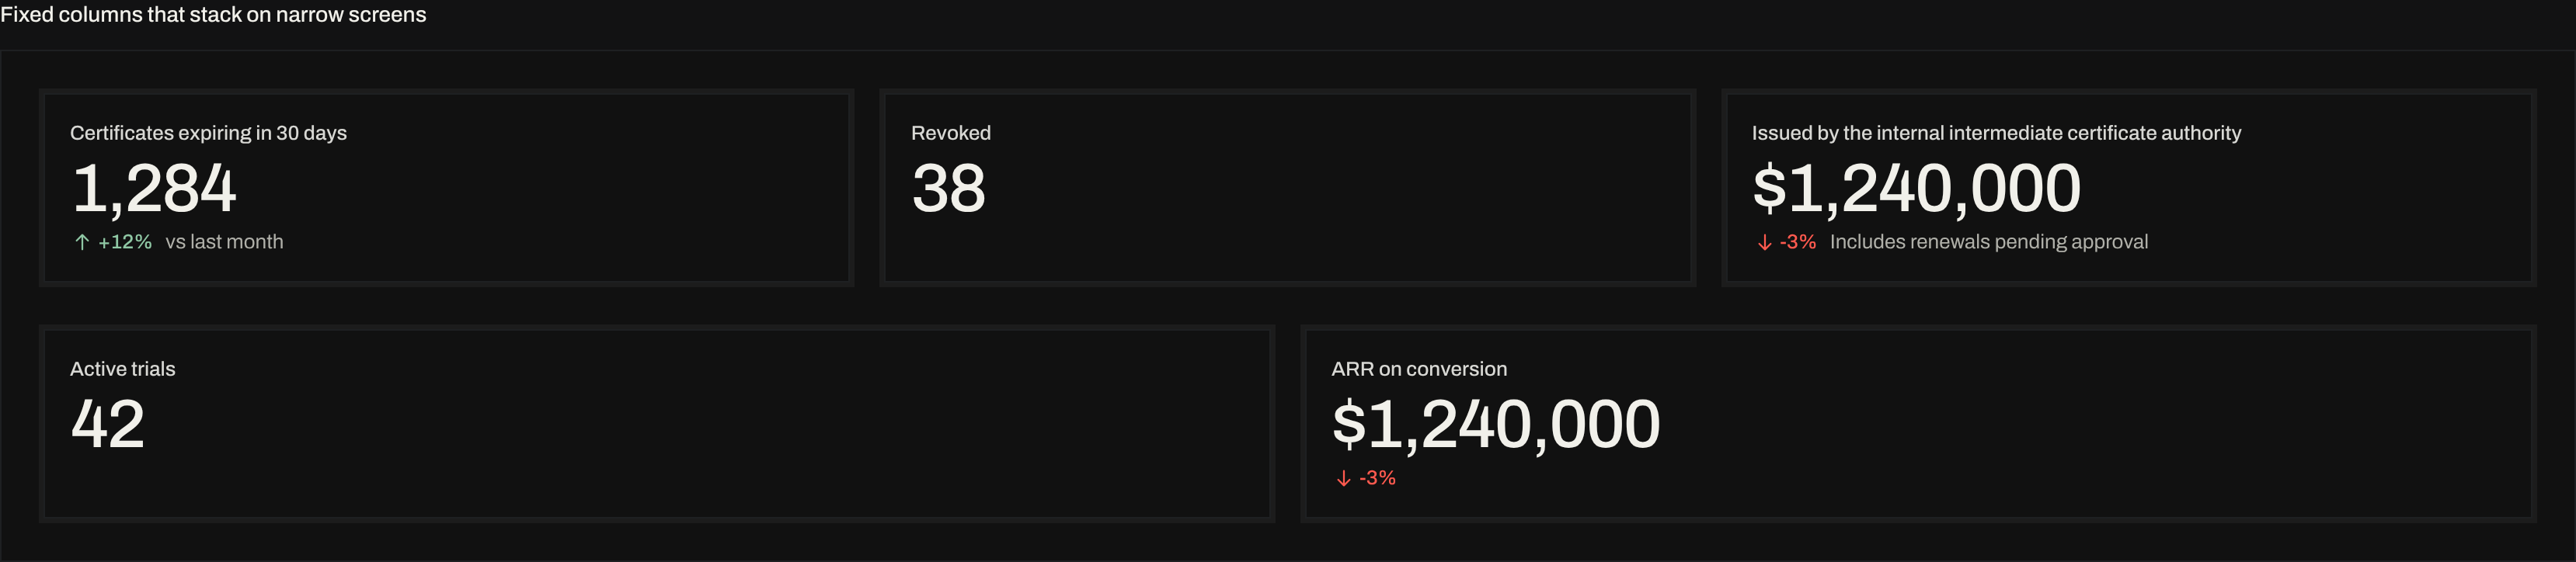 Fixed columns that stack on narrow screens
Certificates expiring in 30 days
1,284
↑ +12% vs last month
Revoked
38
Issued by the internal intermediate certificate authority
$1,240,000
↓ -3% Includes renewals pending approval
Active trials
42
ARR on conversion
$1,240,000
↓ -3%